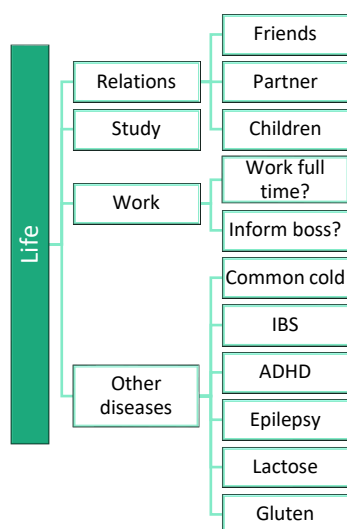 Life
Relations
Friends
Partner
Children
Study
Work
Work full
time?
Inform boss?
Other
diseases
Common cold
IBS
ADHD
Epilepsy
Lactose
Gluten